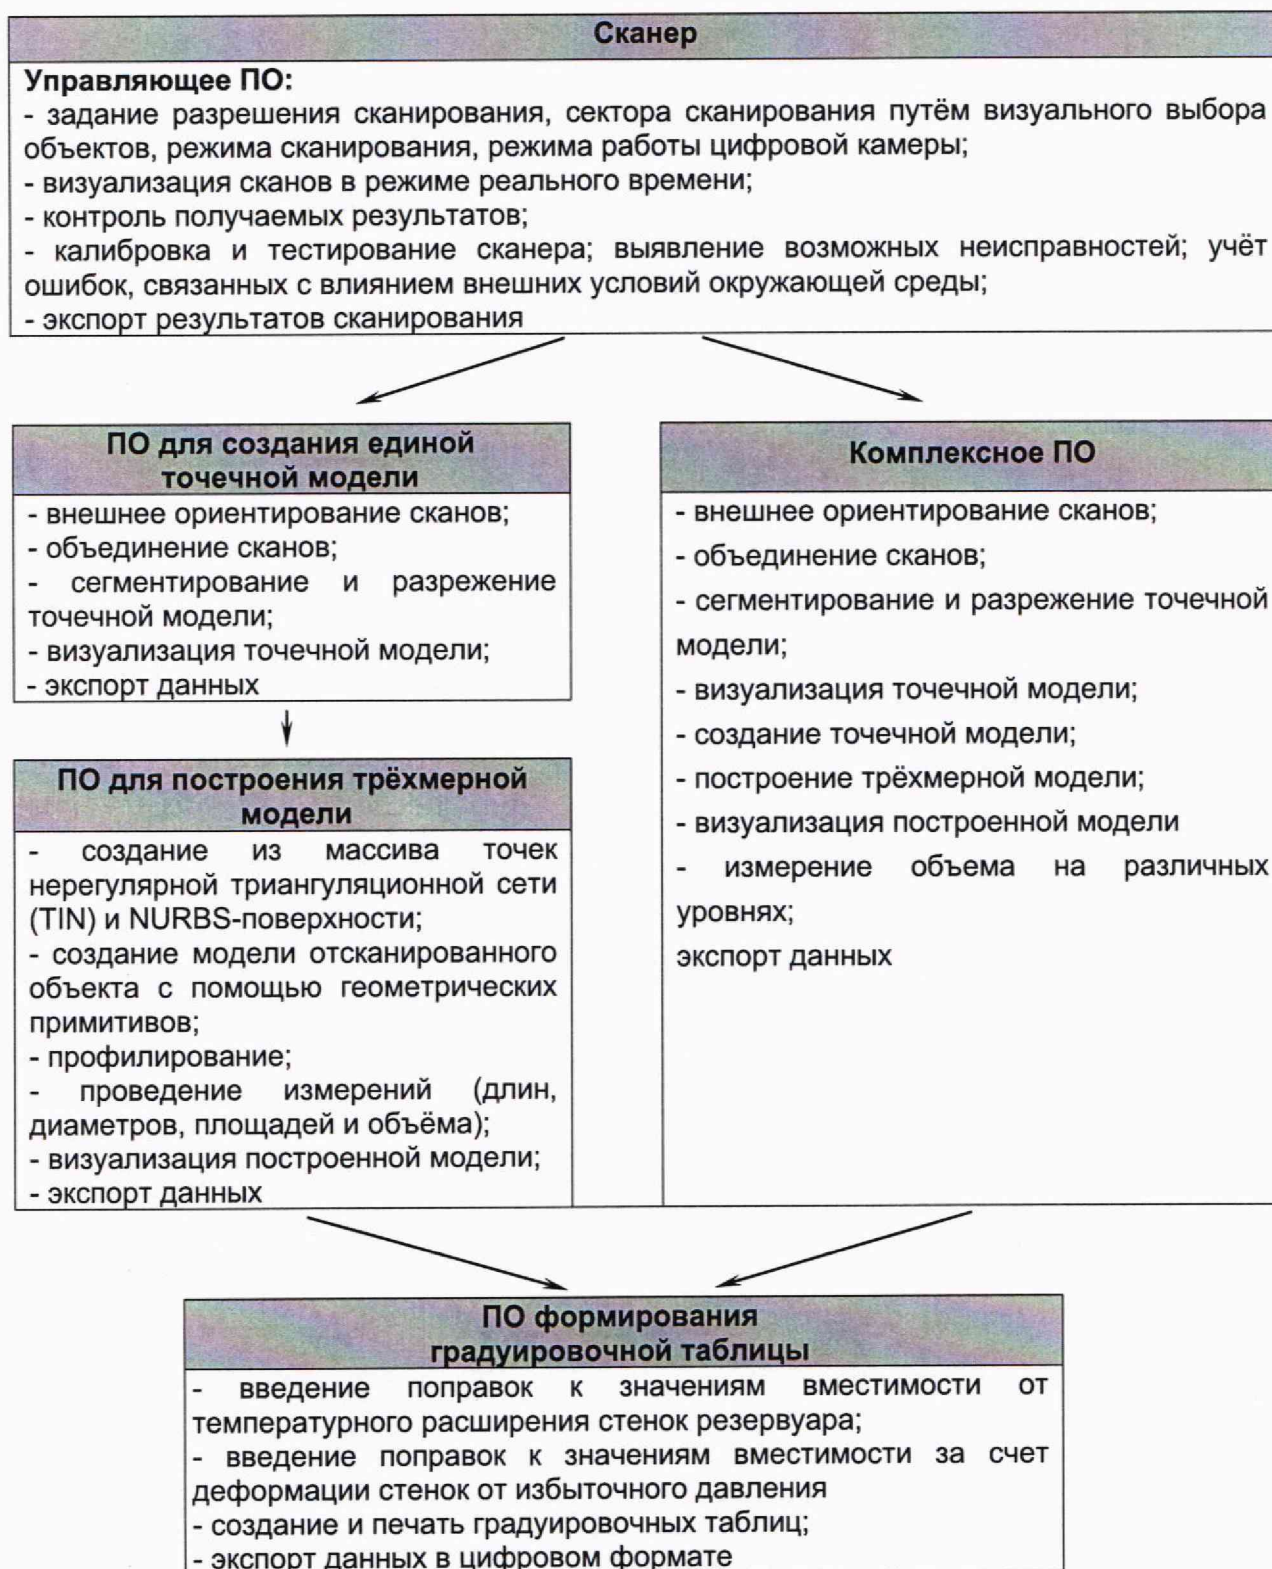 Сканер
Управляющее ПО:
- задание разрешения сканирования, сектора сканирования путём визуального выбора
объектов, режима сканирования, режима работы цифровой камеры;
- визуализация сканов в режиме реального времени;
- контроль получаемых результатов;
- калибровка и тестирование сканера; выявление возможных неисправностей; учёт
ошибок, связанных с влиянием внешних условий окружающей среды;
- экспорт результатов сканирования
ПО для создания единой
точечной модели
- внешнее ориентирование сканов;
- объединение сканов;
- сегментирование и разрежение
точечной модели;
- визуализация точечной модели;
- экспорт данных
ПО для построения трёхмерной
модели
- создание из массива точек
нерегулярной триангуляционной сети
(TIN) и NURBS-поверхности;
- создание модели отсканированного
объекта с помощью геометрических
примитивов;
- профилирование;
- проведение измерений (длин,
диаметров, площадей и объёма);
- визуализация построенной модели;
- экспорт данных
Комплексное ПО
- внешнее ориентирование сканов;
- объединение сканов;
- сегментирование и разрежение точечной
модели;
- визуализация точечной модели;
- создание точечной модели;
- построение трёхмерной модели;
- визуализация построенной модели
- измерение объема на различных
уровнях;
экспорт данных
ПО формирования
градуировочной таблицы
- введение поправок к значениям вместимости от
температурного расширения стенок резервуара;
- введение поправок к значениям вместимости за счет
деформации стенок от избыточного давления
- создание и печать градуировочных таблиц;
- экспорт данных в цифровом формате